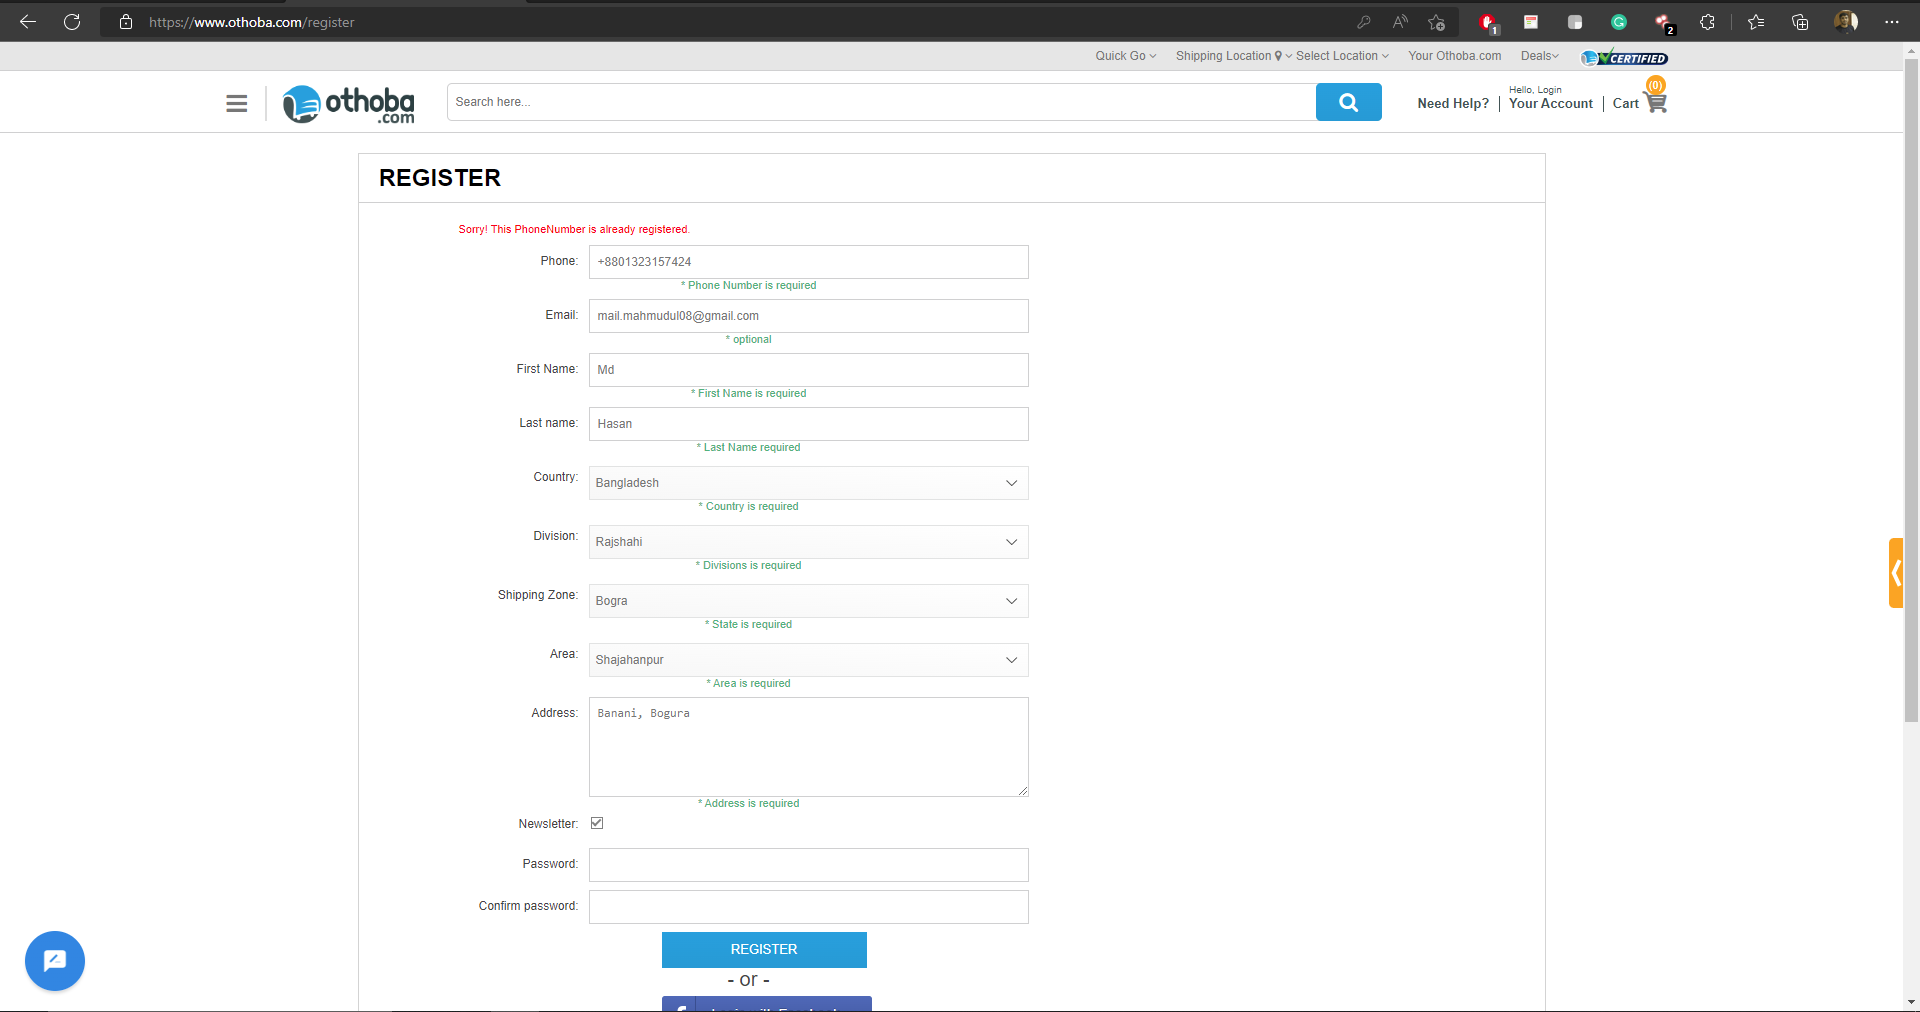 https://www.othoba.com/register
1
2
Quick Go
Shipping Location
Select Location
Your Othoba.com
Deals
CERTIFIED
othoba
.com
Search here...
Need Help?
Hello, Login
Your Account
Cart
(0)
REGISTER
Sorry! This PhoneNumber is already registered.
Phone: +8801323157424
* Phone Number is required
Email: mail.mahmudul08@gmail.com
* optional
First Name: Md
* First Name is required
Last name: Hasan
* Last Name required
Country: Bangladesh
* Country is required
Division: Rajshahi
* Divisions is required
Shipping Zone: Bogra
* State is required
Area: Shajahanpur
* Area is required
Address: Banani, Bogura
* Address is required
Newsletter:
Password:
Confirm password:
REGISTER
- or -